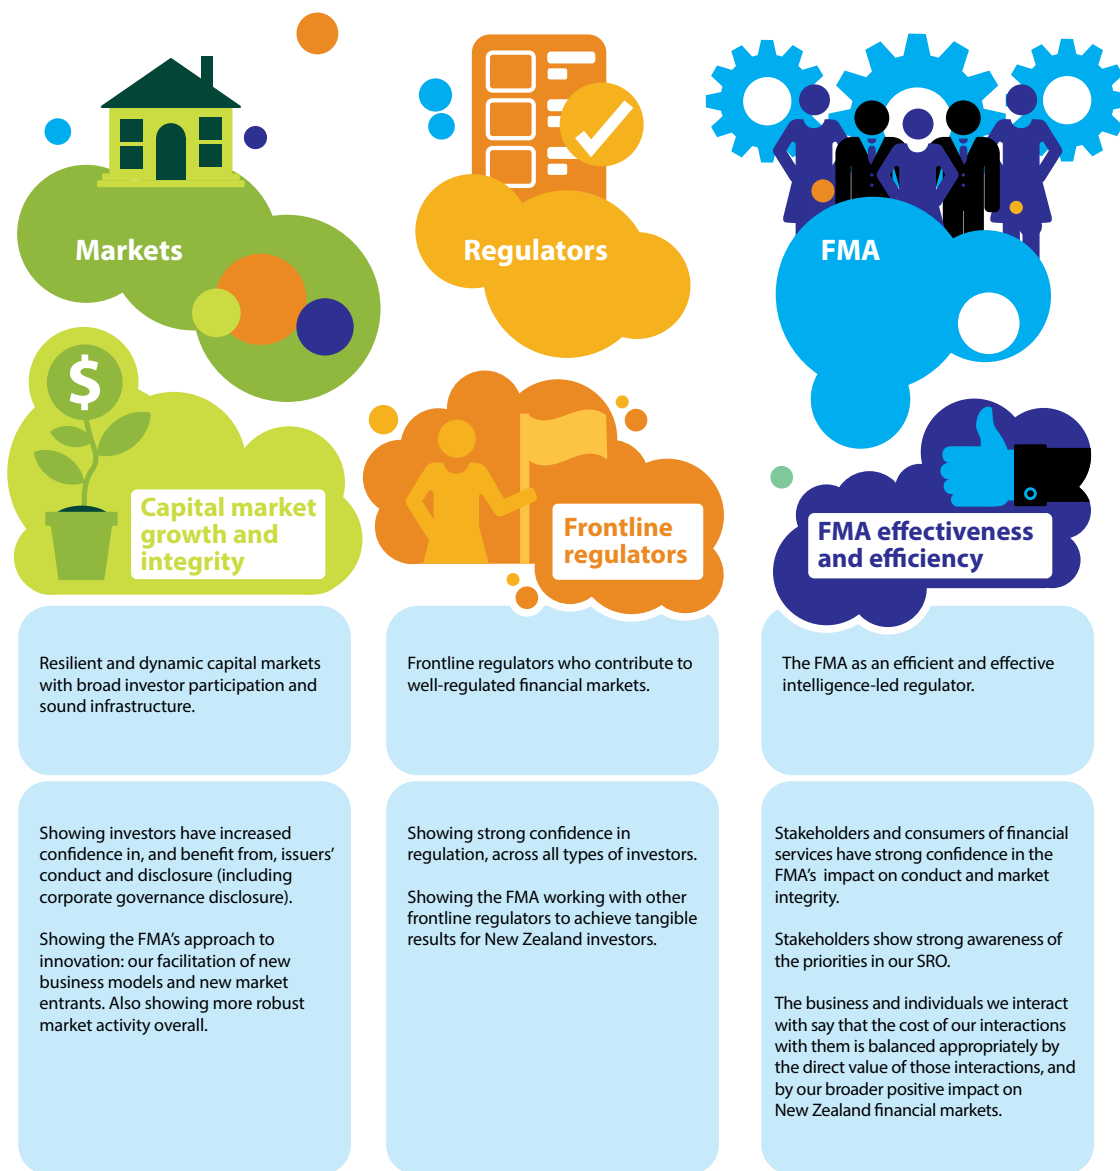 Markets
Regulators
FMA
$
Capital market
growth and
integrity
Frontline
regulators
FMA effectiveness
and efficiency
Resilient and dynamic capital markets
with broad investor participation and
sound infrastructure.
Frontline regulators who contribute to
well-regulated financial markets.
The FMA as an efficient and effective
intelligence-led regulator.
Showing investors have increased
confidence in, and benefit from, issuers’
conduct and disclosure (including
corporate governance disclosure).
Showing the FMA’s approach to
innovation: our facilitation of new
business models and new market
entrants. Also showing more robust
market activity overall.
Showing strong confidence in
regulation, across all types of investors.
Showing the FMA working with other
frontline regulators to achieve tangible
results for New Zealand investors.
Stakeholders and consumers of financial
services have strong confidence in the
FMA’s  impact on conduct and market
integrity.
Stakeholders show strong awareness of
the priorities in our SRO.
The business and individuals we interact
with say that the cost of our interactions
with them is balanced appropriately by
the direct value of those interactions, and
by our broader positive impact on
New Zealand financial markets.